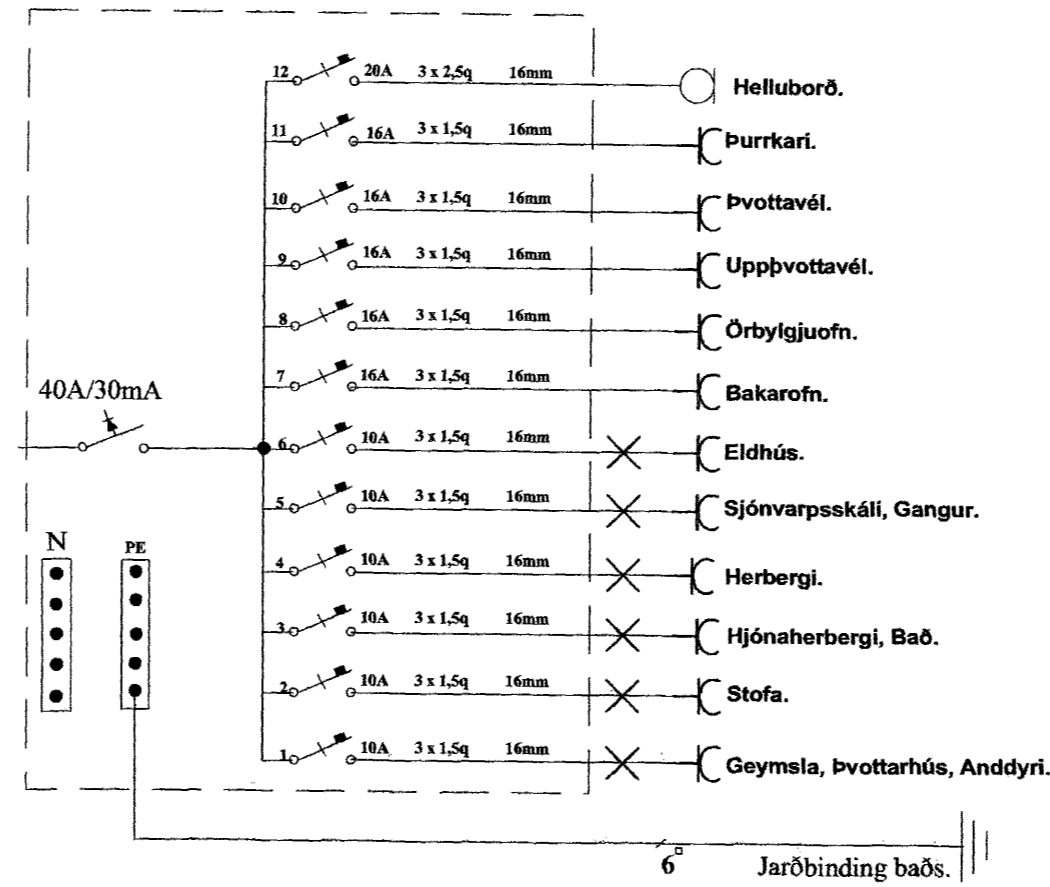 12 20A 3 x 2,5q 16mm Helluborð.
11 16A 3 x 1,5q 16mm Þurrkari.
10 16A 3 x 1,5q 16mm Þvottavél.
9 16A 3 x 1,5q 16mm Uppþvottavél.
8 16A 3 x 1,5q 16mm Örbylgjuofn.
7 16A 3 x 1,5q 16mm Bakarofn.
40A/30mA
6 10A 3 x 1,5q 16mm Eldhús.
5 10A 3 x 1,5q 16mm Sjónvarpsskáli, Gangur.
N PE
4 10A 3 x 1,5q 16mm Herbergi.
3 10A 3 x 1,5q 16mm Hjónaherbergi, Bað.
2 10A 3 x 1,5q 16mm Stofa.
1 10A 3 x 1,5q 16mm Geymsla, Þvottarhús, Anddyri.
6□ Jarðbinding baðs.